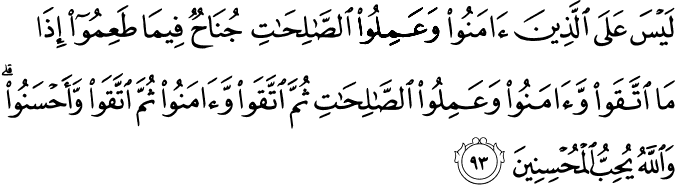 لَيْسَ عَلَى ٱلَّذِينَ ءَامَنُوا۟ وَعَمِلُوا۟ ٱلصَّـٰلِحَـٰتِ جُنَاحٌ فِيمَا طَعِمُوٓا۟ إِذَا
مَا ٱتَّقَوا۟ وَّءَامَنُوا۟ وَعَمِلُوا۟ ٱلصَّـٰلِحَـٰتِ ثُمَّ ٱتَّقَوا۟ وَّءَامَنُوا۟ ثُمَّ ٱتَّقَوا۟ وَّأَحْسَنُوا۟ ۗ
وَٱللَّهُ يُحِبُّ ٱلْمُحْسِنِينَ ٩٣